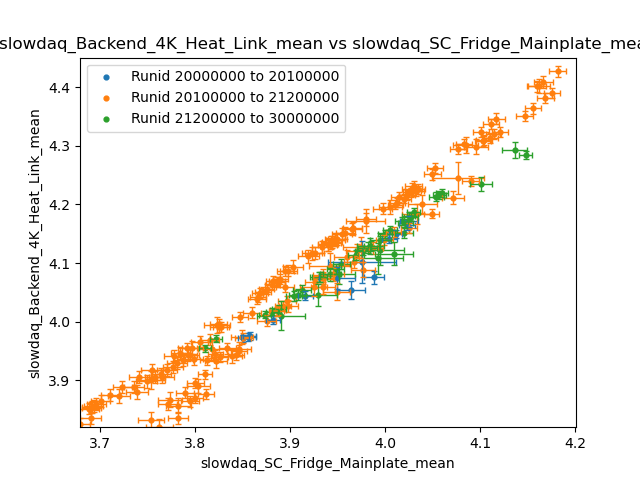 slowdaq_Backend_4K_Heat_Link_mean vs slowdaq_SC_Fridge_Mainplate_mea
Runid 20000000 to 20100000
Runid 20100000 to 21200000
Runid 21200000 to 30000000
slowdaq_Backend_4K_Heat_Link_mean
4.4
4.3
4.2
4.1
4.0
3.9
3.7
3.8
3.9
4.0
4.1
4.2
slowdaq_SC_Fridge_Mainplate_mean